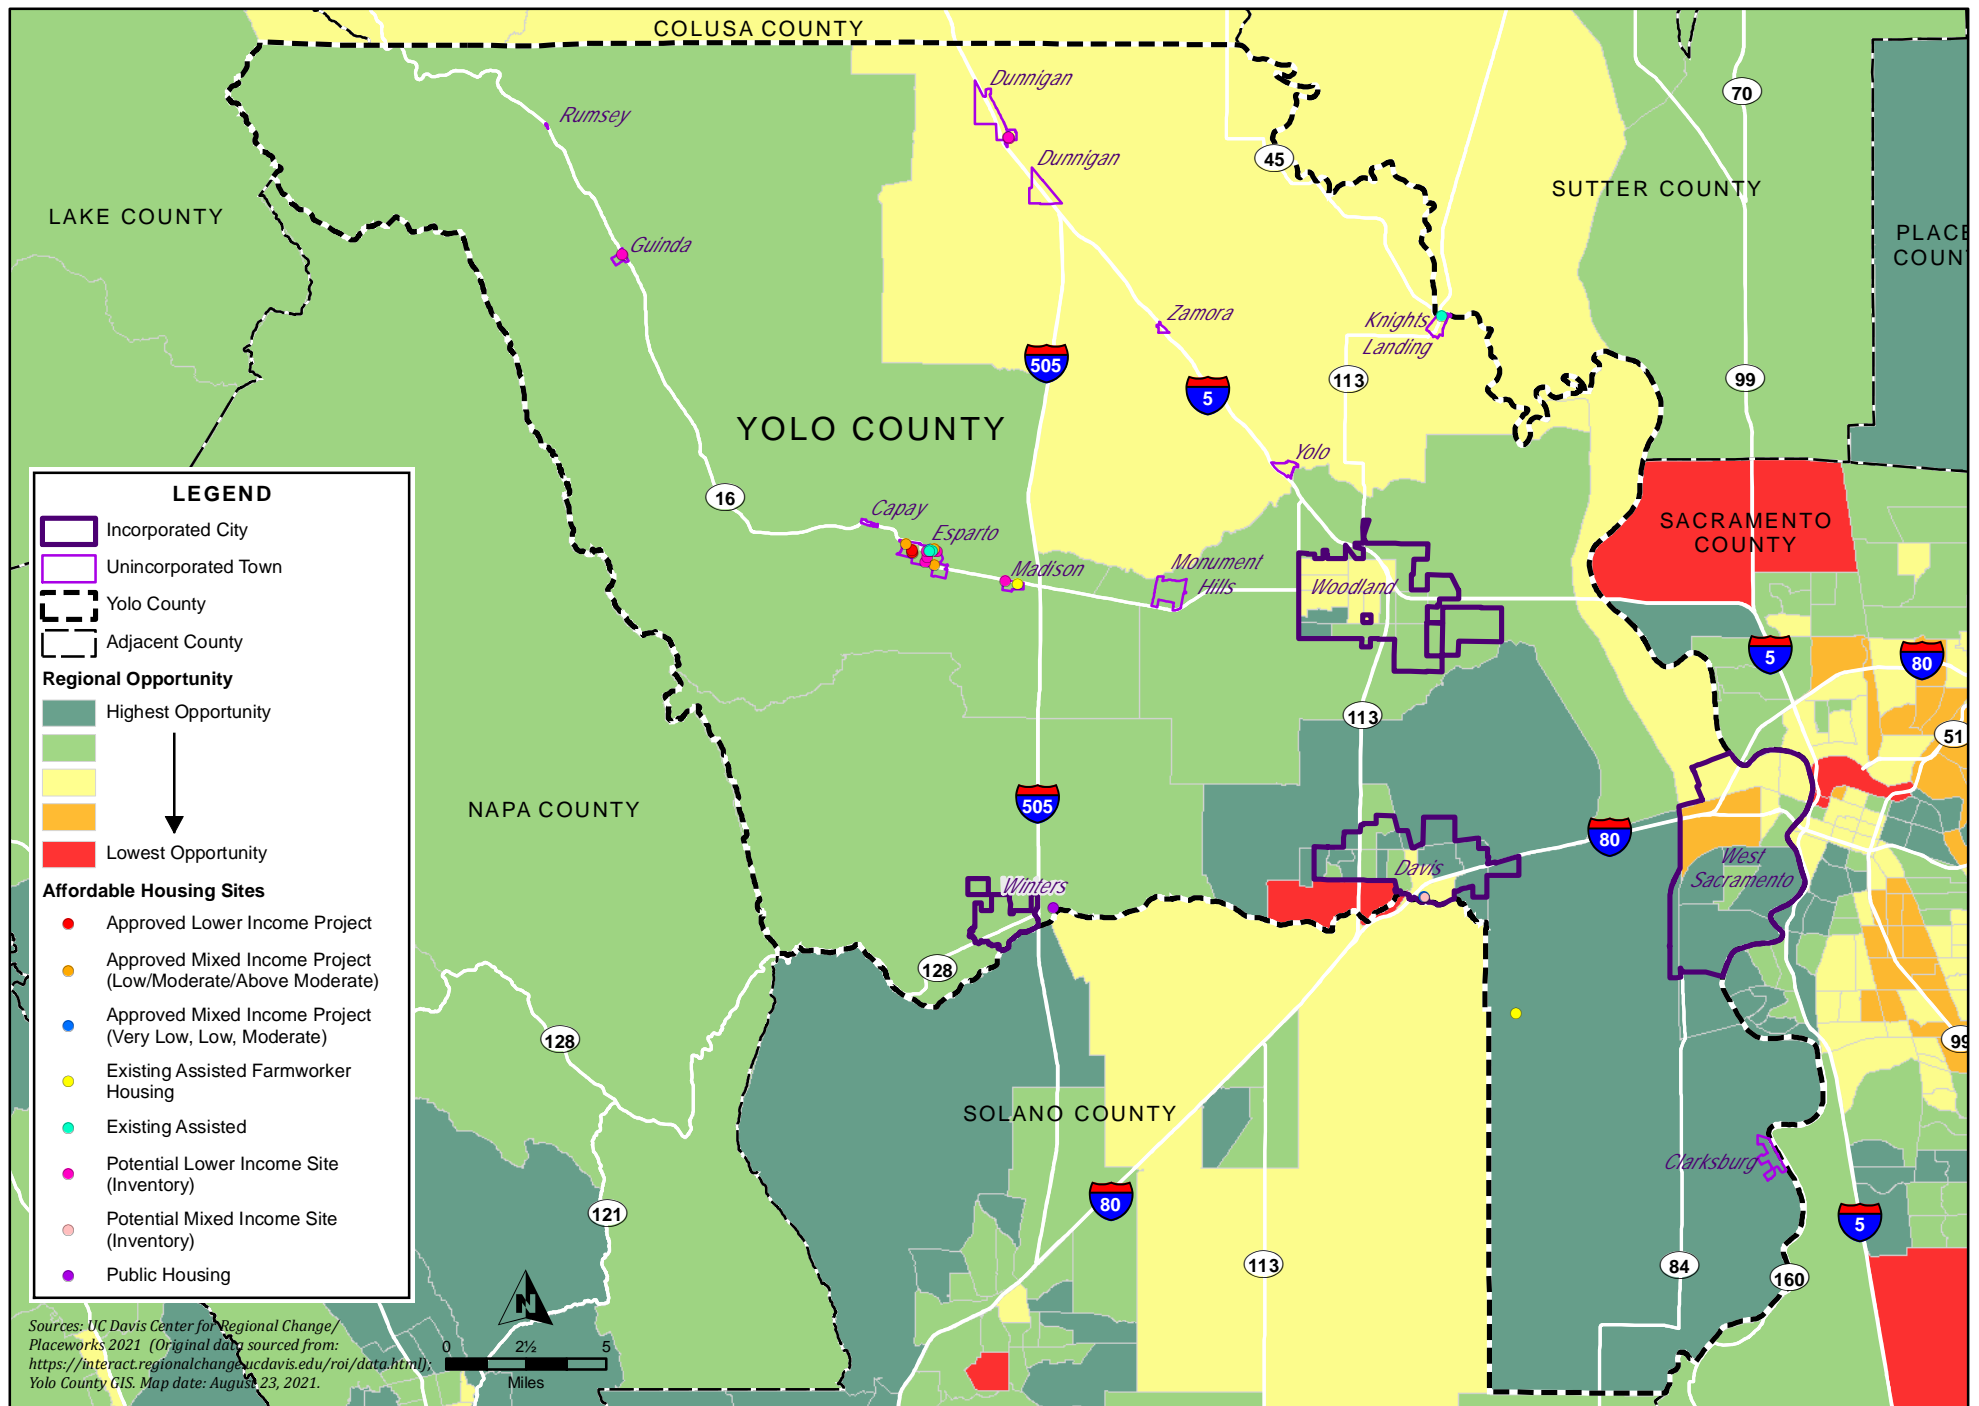 COLUSA COUNTY
Dunnigan
70
Rumsey
Dunnigan
45
SUTTER COUNTY
LAKE COUNTY
PLACE
COUN
Guinda
Zamora
Knights
Landing
505
5
113
99
YOLO COUNTY
Yolo
16
Capay
Esparto
SACRAMENTO
COUNTY
Madison
Monument
Hills
Woodland
5
80
113
51
505
NAPA COUNTY
80
Davis
West
Sacramento
Winters
128
128
99
SOLANO COUNTY
Clarksburg
80
121
5
113
84
160
LEGEND
Incorporated City
Unincorporated Town
Yolo County
Adjacent County
Regional Opportunity
Highest Opportunity
Lowest Opportunity
Affordable Housing Sites
Approved Lower Income Project
Approved Mixed Income Project
(Low/Moderate/Above Moderate)
Approved Mixed Income Project
(Very Low, Low, Moderate)
Existing Assisted Farmworker
Housing
Existing Assisted
Potential Lower Income Site
(Inventory)
Potential Mixed Income Site
(Inventory)
Public Housing
N
0 2½ 5
Miles
Sources: UC Davis Center for Regional Change/
Placeworks 2021 (Original data sourced from:
https://interact.regionalchange.ucdavis.edu/roi/data.html);
Yolo County GIS. Map date: August 23, 2021.